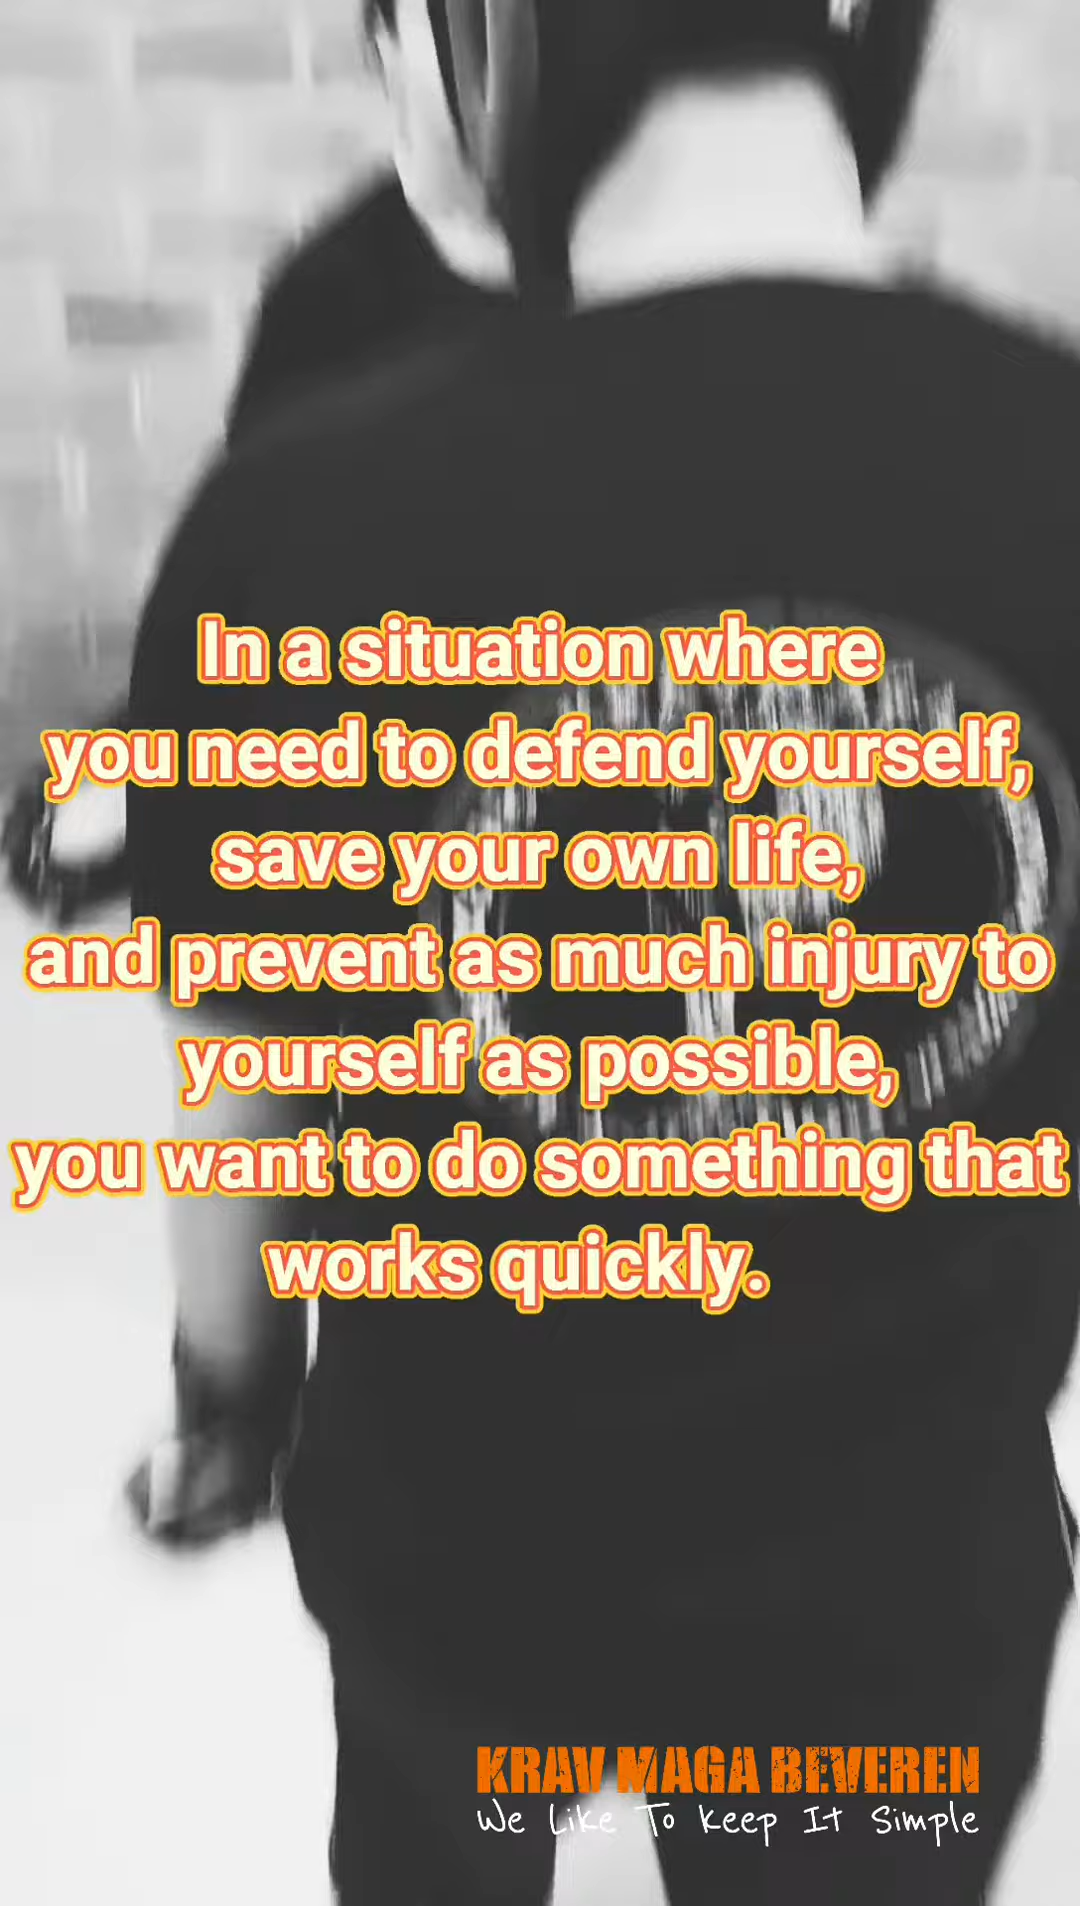 In a situation where
you need to defend yourself,
save your own life,
and prevent as much injury to
yourself as possible,
you want to do something that
works quickly.
KRAV MAGA BEVEREN
We Like To Keep It Simple